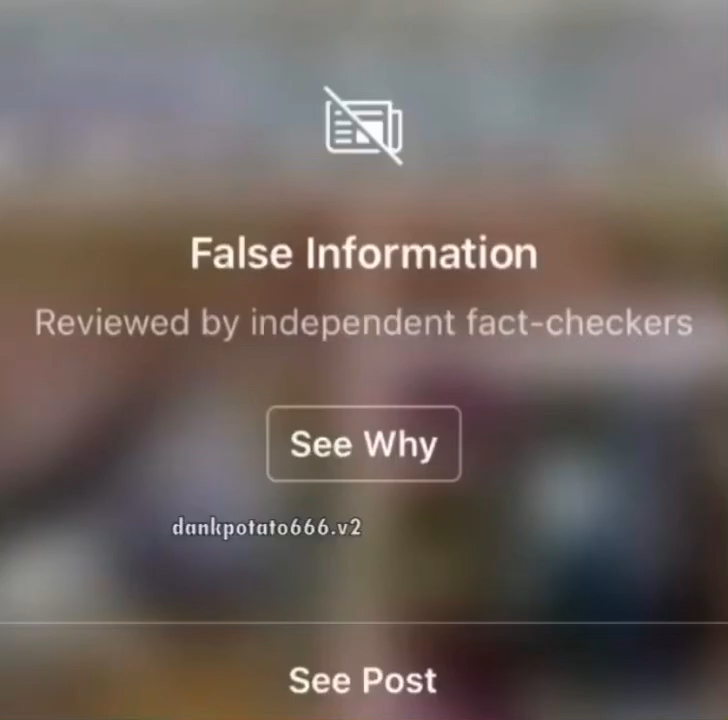 False Information
Reviewed by independent fact-checkers
See Why
dankpotato666.v2
See Post